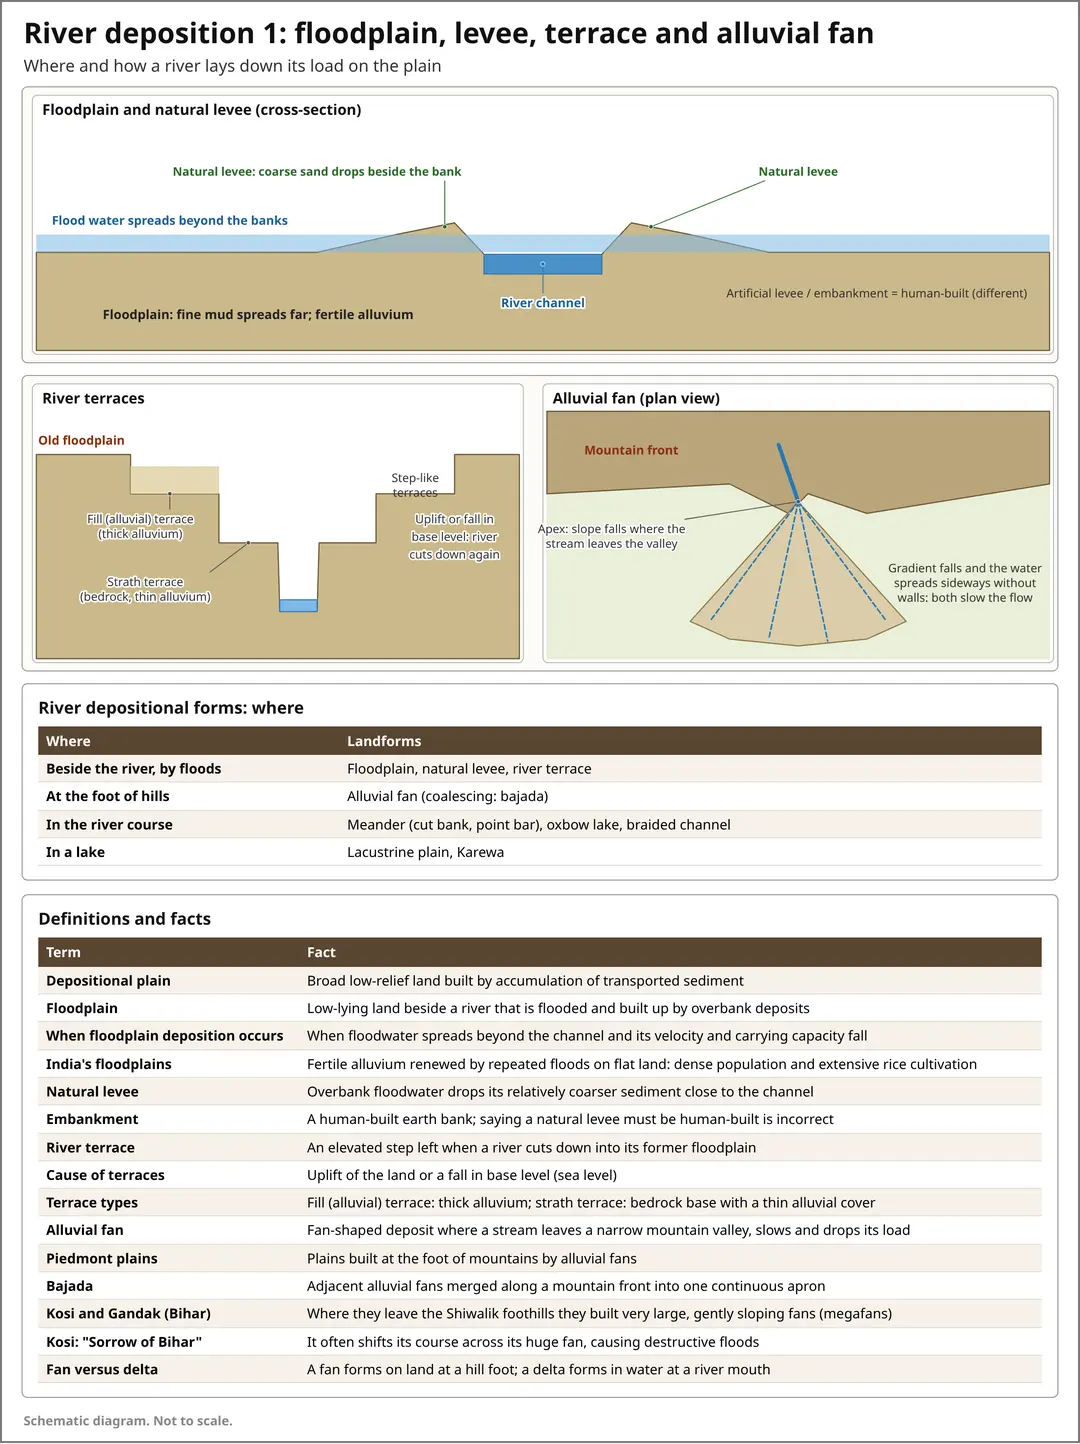 River deposition 1: floodplain, levee, terrace and alluvial fan
Where and how a river lays down its load on the plain
Floodplain and natural levee (cross-section)
Natural levee: coarse sand drops beside the bank
Natural levee
Flood water spreads beyond the banks
River channel
Artificial levee / embankment = human-built (different)
Floodplain: fine mud spreads far; fertile alluvium
River terraces
Old floodplain
Step-like
terraces
Fill (alluvial) terrace
(thick alluvium)
Uplift or fall in
base level: river
cuts down again
Strath terrace
(bedrock, thin alluvium)
Alluvial fan (plan view)
Mountain front
Apex: slope falls where the
stream leaves the valley
Gradient falls and the water
spreads sideways without
walls: both slow the flow
River depositional forms: where
Where Landforms
Beside the river, by floods Floodplain, natural levee, river terrace
At the foot of hills Alluvial fan (coalescing: bajada)
In the river course Meander (cut bank, point bar), oxbow lake, braided channel
In a lake Lacustrine plain, Karewa
Definitions and facts
Term Fact
Depositional plain Broad low-relief land built by accumulation of transported sediment
Floodplain Low-lying land beside a river that is flooded and built up by overbank deposits
When floodplain deposition occurs When floodwater spreads beyond the channel and its velocity and carrying capacity fall
India's floodplains Fertile alluvium renewed by repeated floods on flat land: dense population and extensive rice cultivation
Natural levee Overbank floodwater drops its relatively coarser sediment close to the channel
Embankment A human-built earth bank; saying a natural levee must be human-built is incorrect
River terrace An elevated step left when a river cuts down into its former floodplain
Cause of terraces Uplift of the land or a fall in base level (sea level)
Terrace types Fill (alluvial) terrace: thick alluvium; strath terrace: bedrock base with a thin alluvial cover
Alluvial fan Fan-shaped deposit where a stream leaves a narrow mountain valley, slows and drops its load
Piedmont plains Plains built at the foot of mountains by alluvial fans
Bajada Adjacent alluvial fans merged along a mountain front into one continuous apron
Kosi and Gandak (Bihar) Where they leave the Shiwalik foothills they built very large, gently sloping fans (megafans)
Kosi: "Sorrow of Bihar" It often shifts its course across its huge fan, causing destructive floods
Fan versus delta A fan forms on land at a hill foot; a delta forms in water at a river mouth
Schematic diagram. Not to scale.